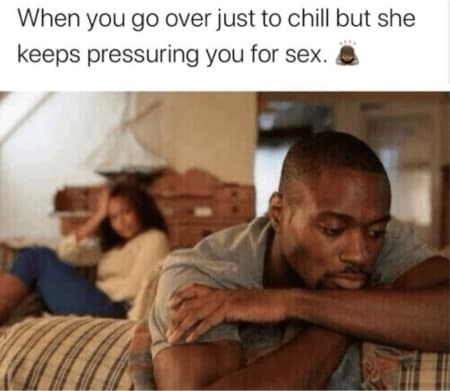 When you go over just to chill but she
keeps pressuring you for sex. 🙇🏾‍♂️